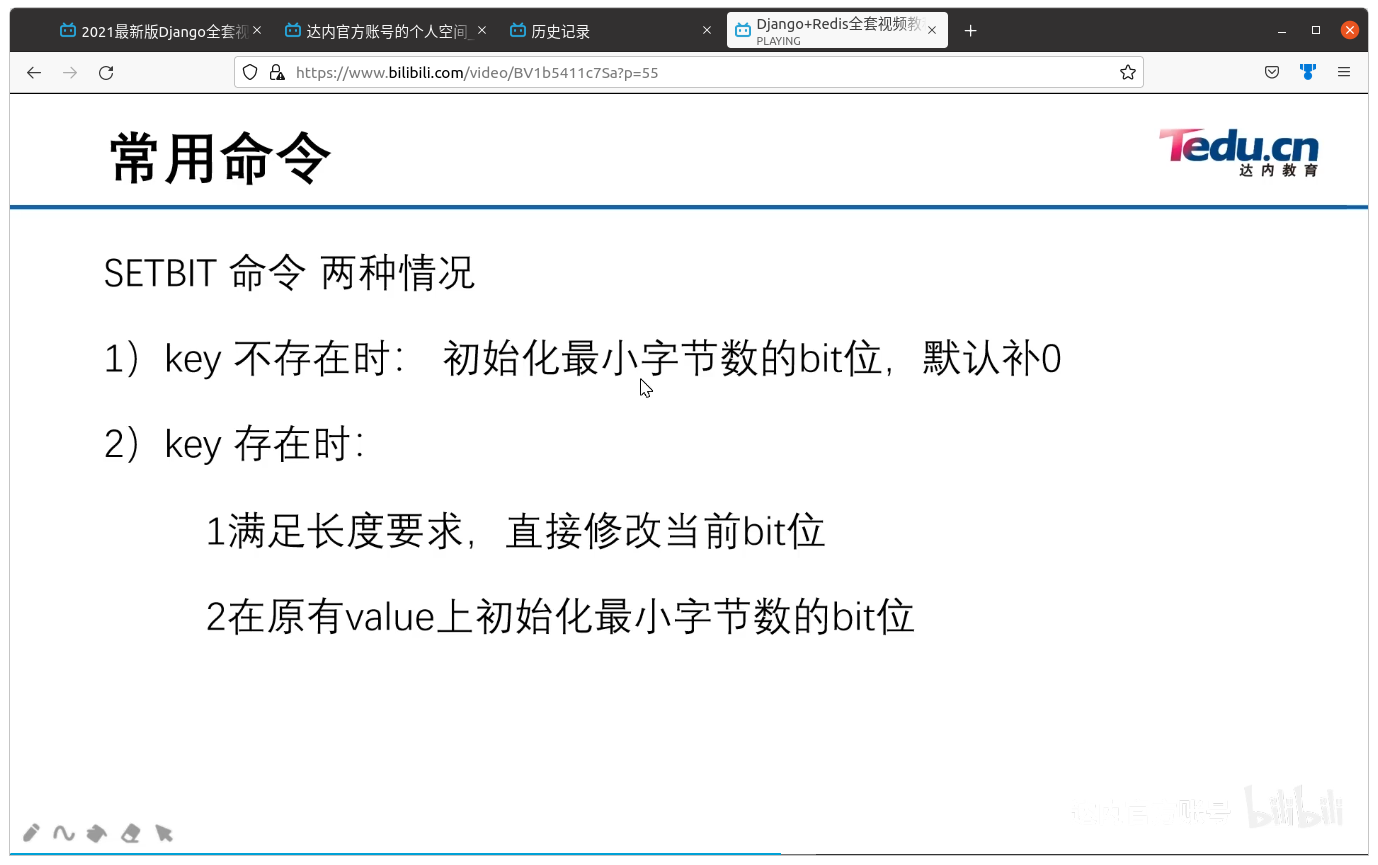 2021最新版Django全套视
达内官方账号的个人空间_
历史记录
Django+Redis全套视频教
PLAYING
https://www.bilibili.com/video/BV1b5411c7Sa?p=55
常用命令
Tedu.cn
达内教育
SETBIT 命令 两种情况
1）key 不存在时： 初始化最小字节数的bit位，默认补0
2）key 存在时：
1满足长度要求，直接修改当前bit位
2在原有value上初始化最小字节数的bit位
达内官方账号 bilibili